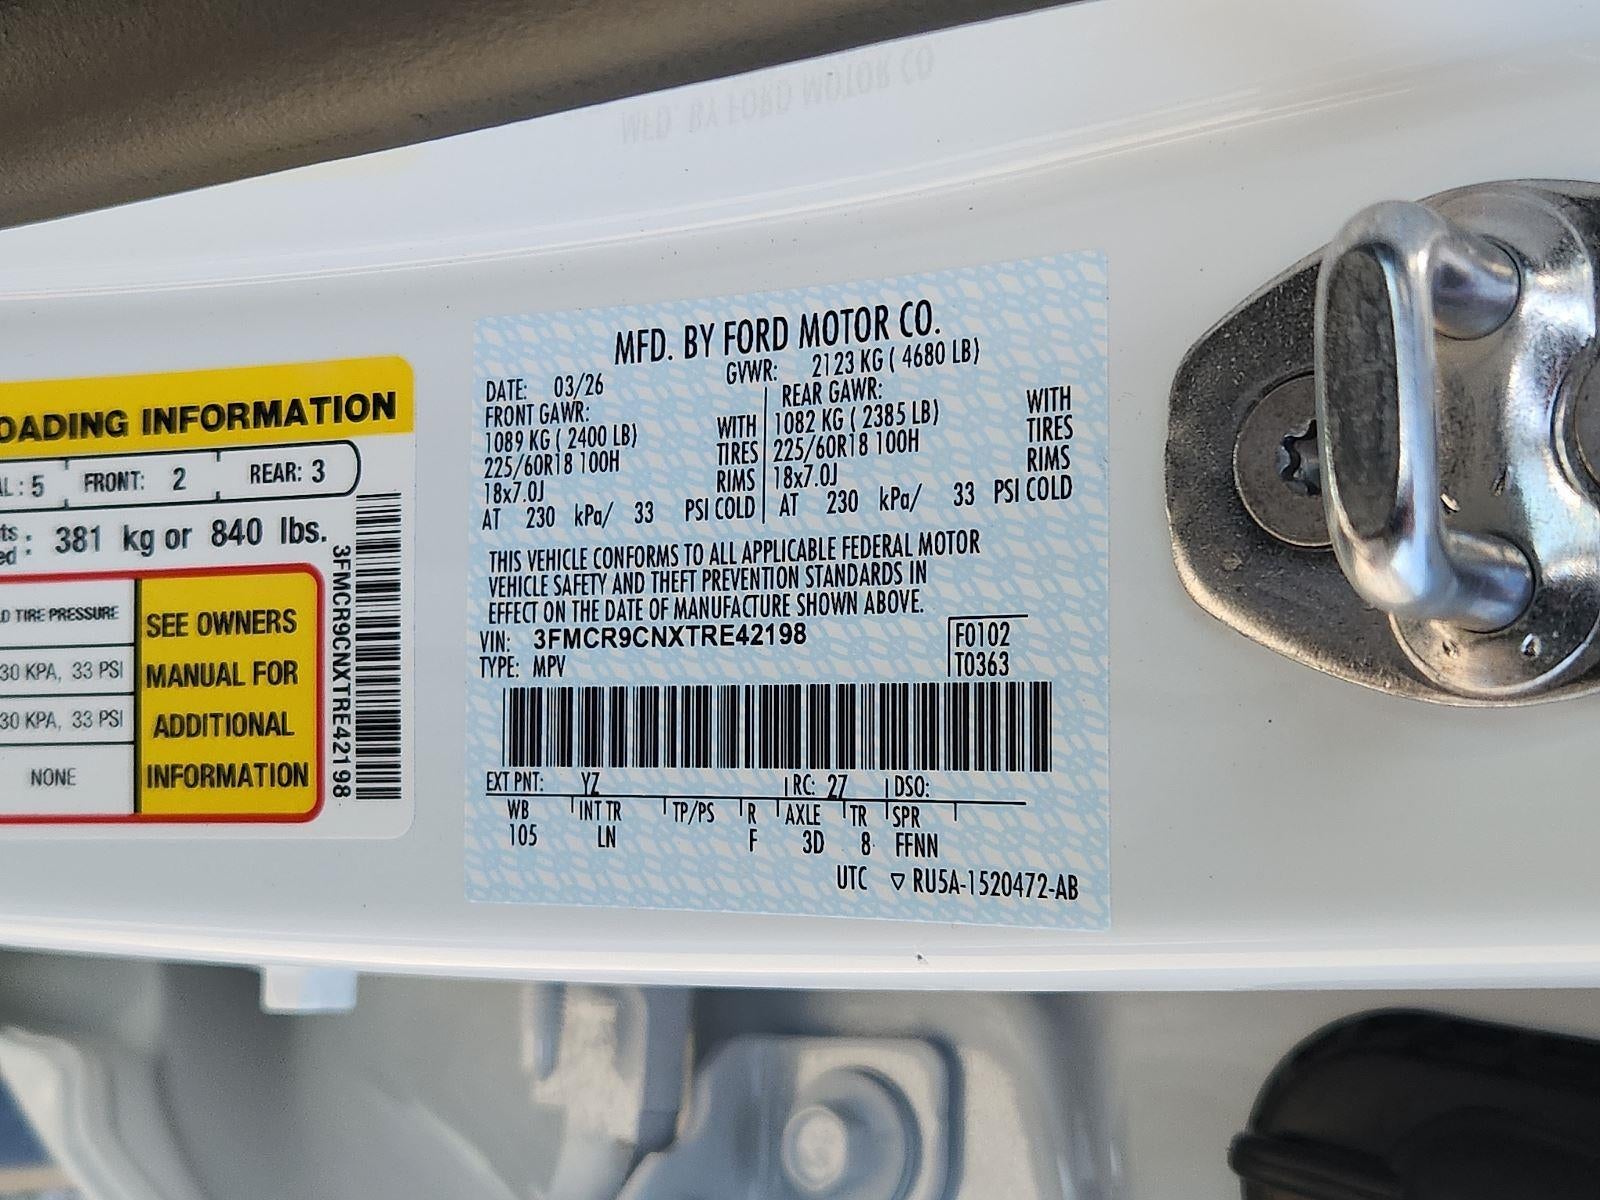 MFD. BY FORD MOTOR CO.
OADING INFORMATION
AL: 5 FRONT: 2 REAR: 3
ts :
ed : 381 kg or 840 lbs.
D TIRE PRESSURE
30 KPA, 33 PSI
30 KPA, 33 PSI
NONE
SEE OWNERS
MANUAL FOR
ADDITIONAL
INFORMATION
3FMCR9CNXTRE42198
MFD. BY FORD MOTOR CO.
DATE: 03/26 GVWR: 2123 KG ( 4680 LB)
FRONT GAWR: REAR GAWR:
1089 KG ( 2400 LB) WITH 1082 KG ( 2385 LB) WITH
225/60R18 100H TIRES 225/60R18 100H TIRES
18x7.0J RIMS 18x7.0J RIMS
AT 230 kPa/ 33 PSI COLD AT 230 kPa/ 33 PSI COLD
THIS VEHICLE CONFORMS TO ALL APPLICABLE FEDERAL MOTOR
VEHICLE SAFETY AND THEFT PREVENTION STANDARDS IN
EFFECT ON THE DATE OF MANUFACTURE SHOWN ABOVE.
VIN: 3FMCR9CNXTRE42198 F0102
TYPE: MPV T0363
EXT PNT: YZ RC: 27 DSO:
WB INT TR TP/PS R AXLE TR SPR
105 LN F 3D 8 FFNN
UTC ▽ RU5A-1520472-AB